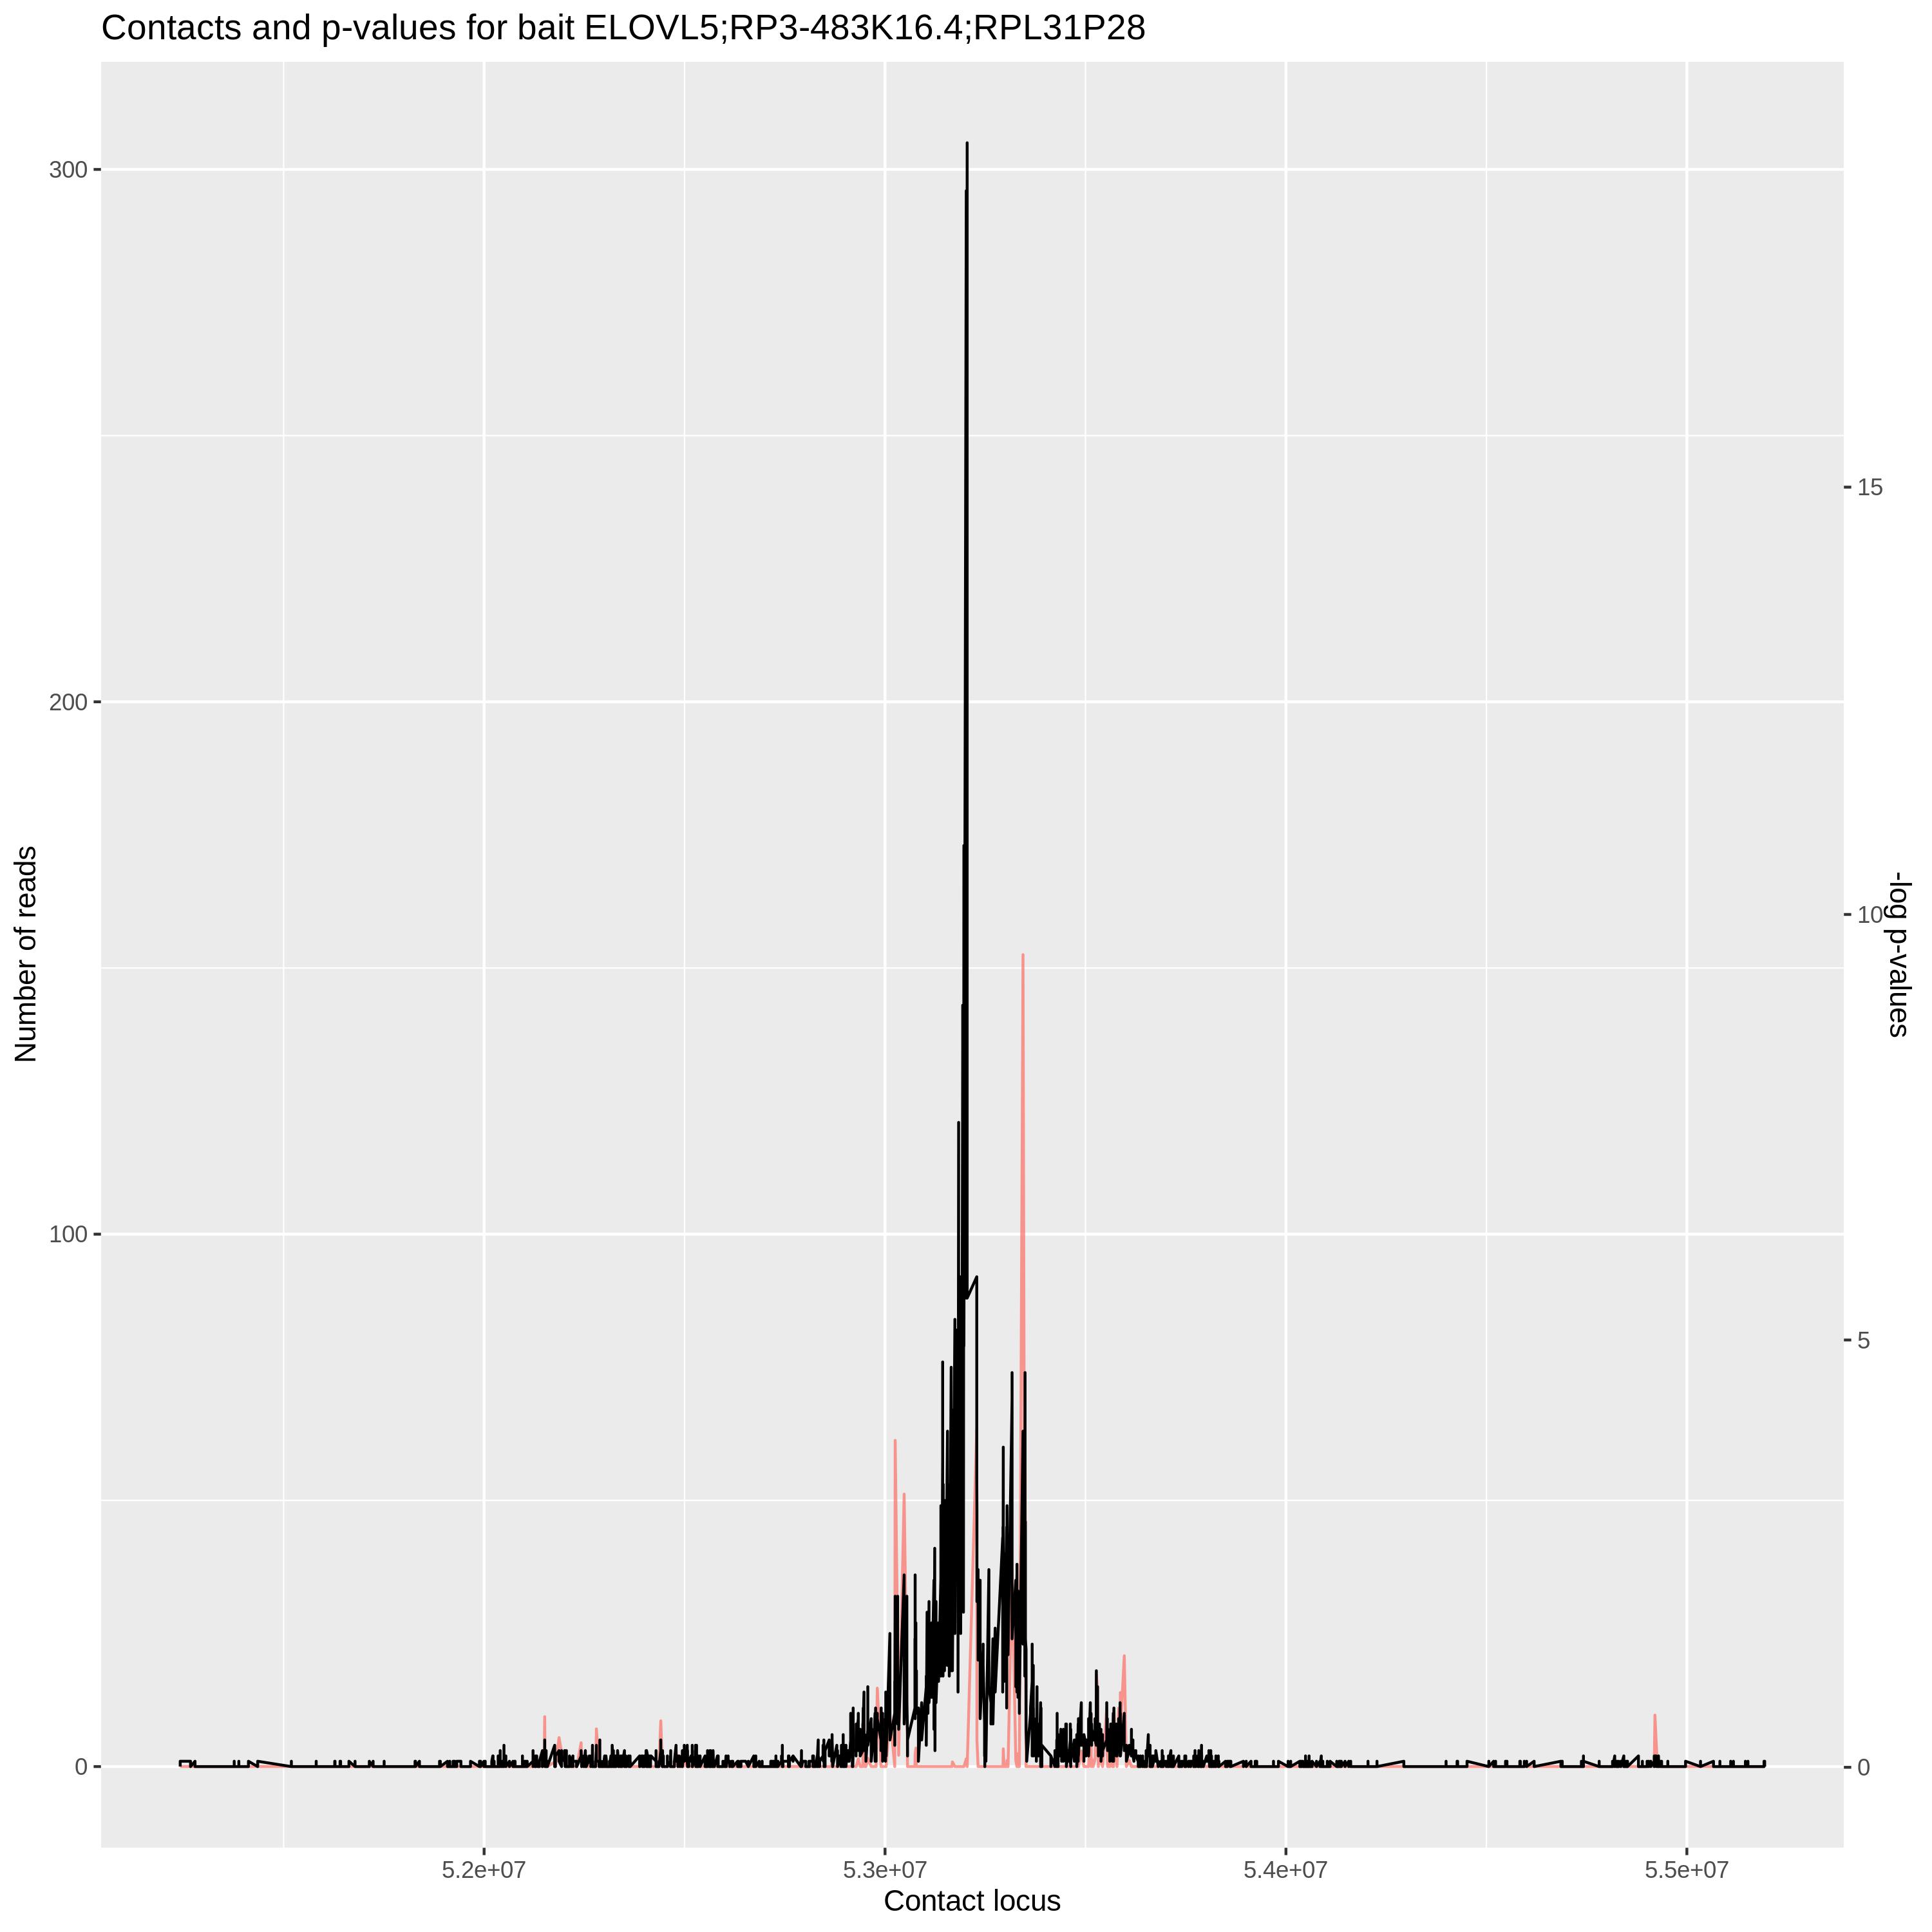 Contacts and p-values for bait ELOVL5;RP3-483K16.4;RPL31P28
300
200
100
0
Number of reads
15
10
5
0
-log p-values
5.2e+07
5.3e+07
5.4e+07
5.5e+07
Contact locus